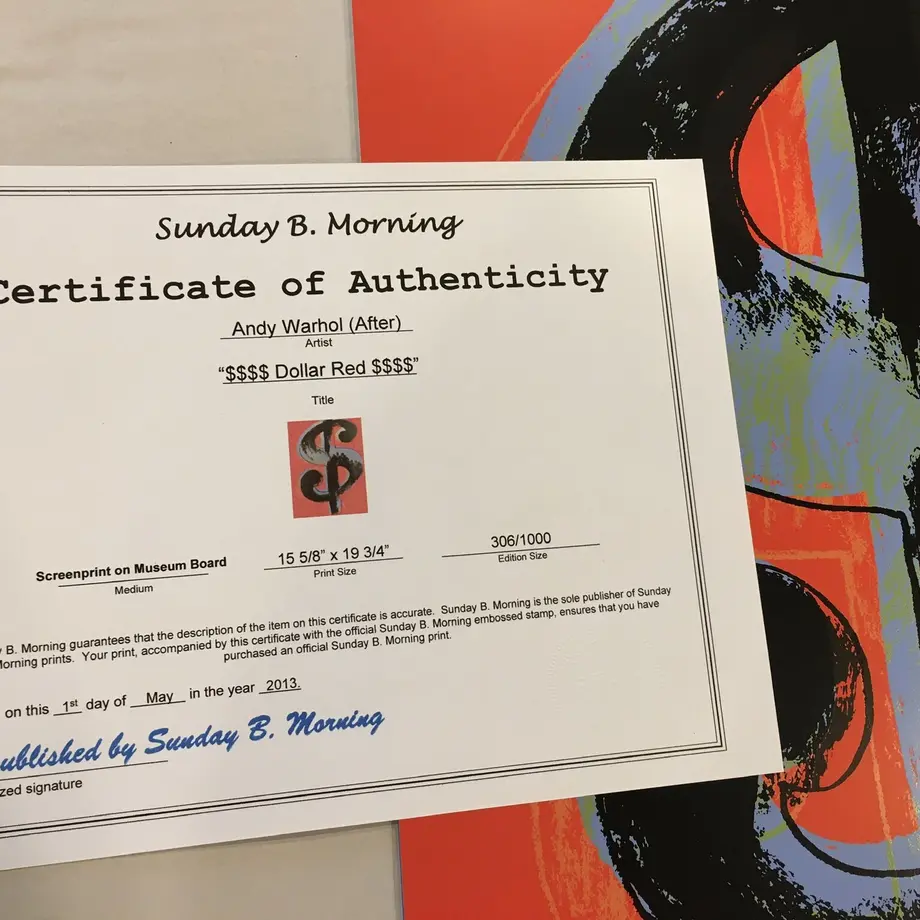 Sunday B. Morning
Certificate of Authenticity
Andy Warhol (After)
Artist
“$$$$ Dollar Red $$$$”
Title
Screenprint on Museum Board
Medium
15 5/8” x 19 3/4”
Print Size
306/1000
Edition Size
B. Morning guarantees that the description of the item on this certificate is accurate. Sunday B. Morning is the sole publisher of Sunday
Morning prints. Your print, accompanied by this certificate with the official Sunday B. Morning embossed stamp, ensures that you have
purchased an official Sunday B. Morning print.
on this 1st day of May in the year 2013.
ublished by Sunday B. Morning
zed signature